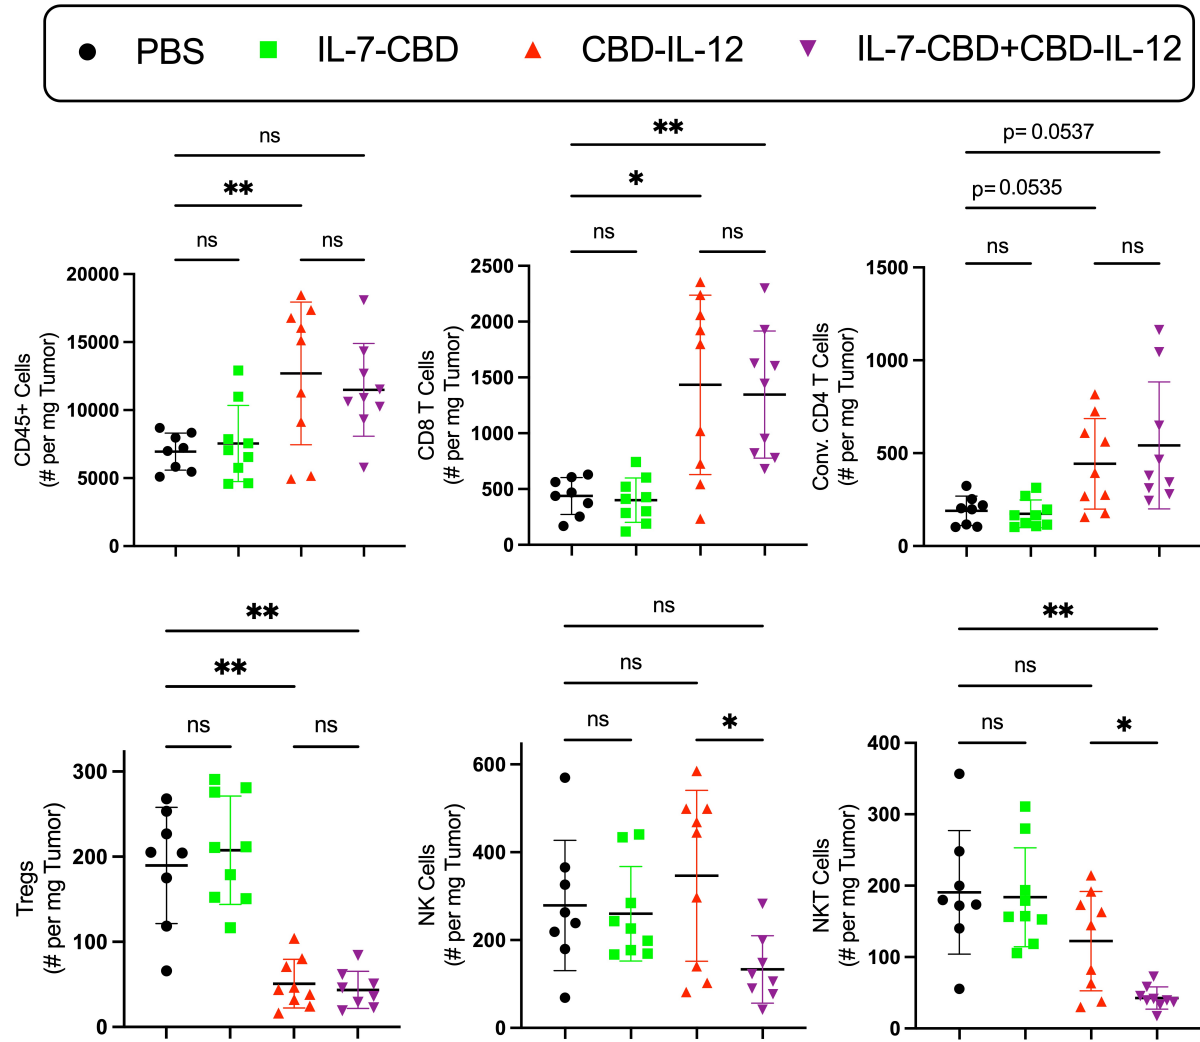 PBS IL-7-CBD CBD-IL-12 IL-7-CBD+CBD-IL-12
ns
**
ns ns
20000
15000
10000
5000
0
CD45+ Cells
(# per mg Tumor)
**
*
ns ns
2500
2000
1500
1000
500
0
CD8 T Cells
(# per mg Tumor)
p= 0.0537
p= 0.0535
ns ns
1500
1000
500
0
Conv. CD4 T Cells
(# per mg Tumor)
**
**
ns ns
300
200
100
0
Tregs
(# per mg Tumor)
ns
ns
ns *
600
400
200
0
NK Cells
(# per mg Tumor)
**
ns
ns *
400
300
200
100
0
NKT Cells
(# per mg Tumor)